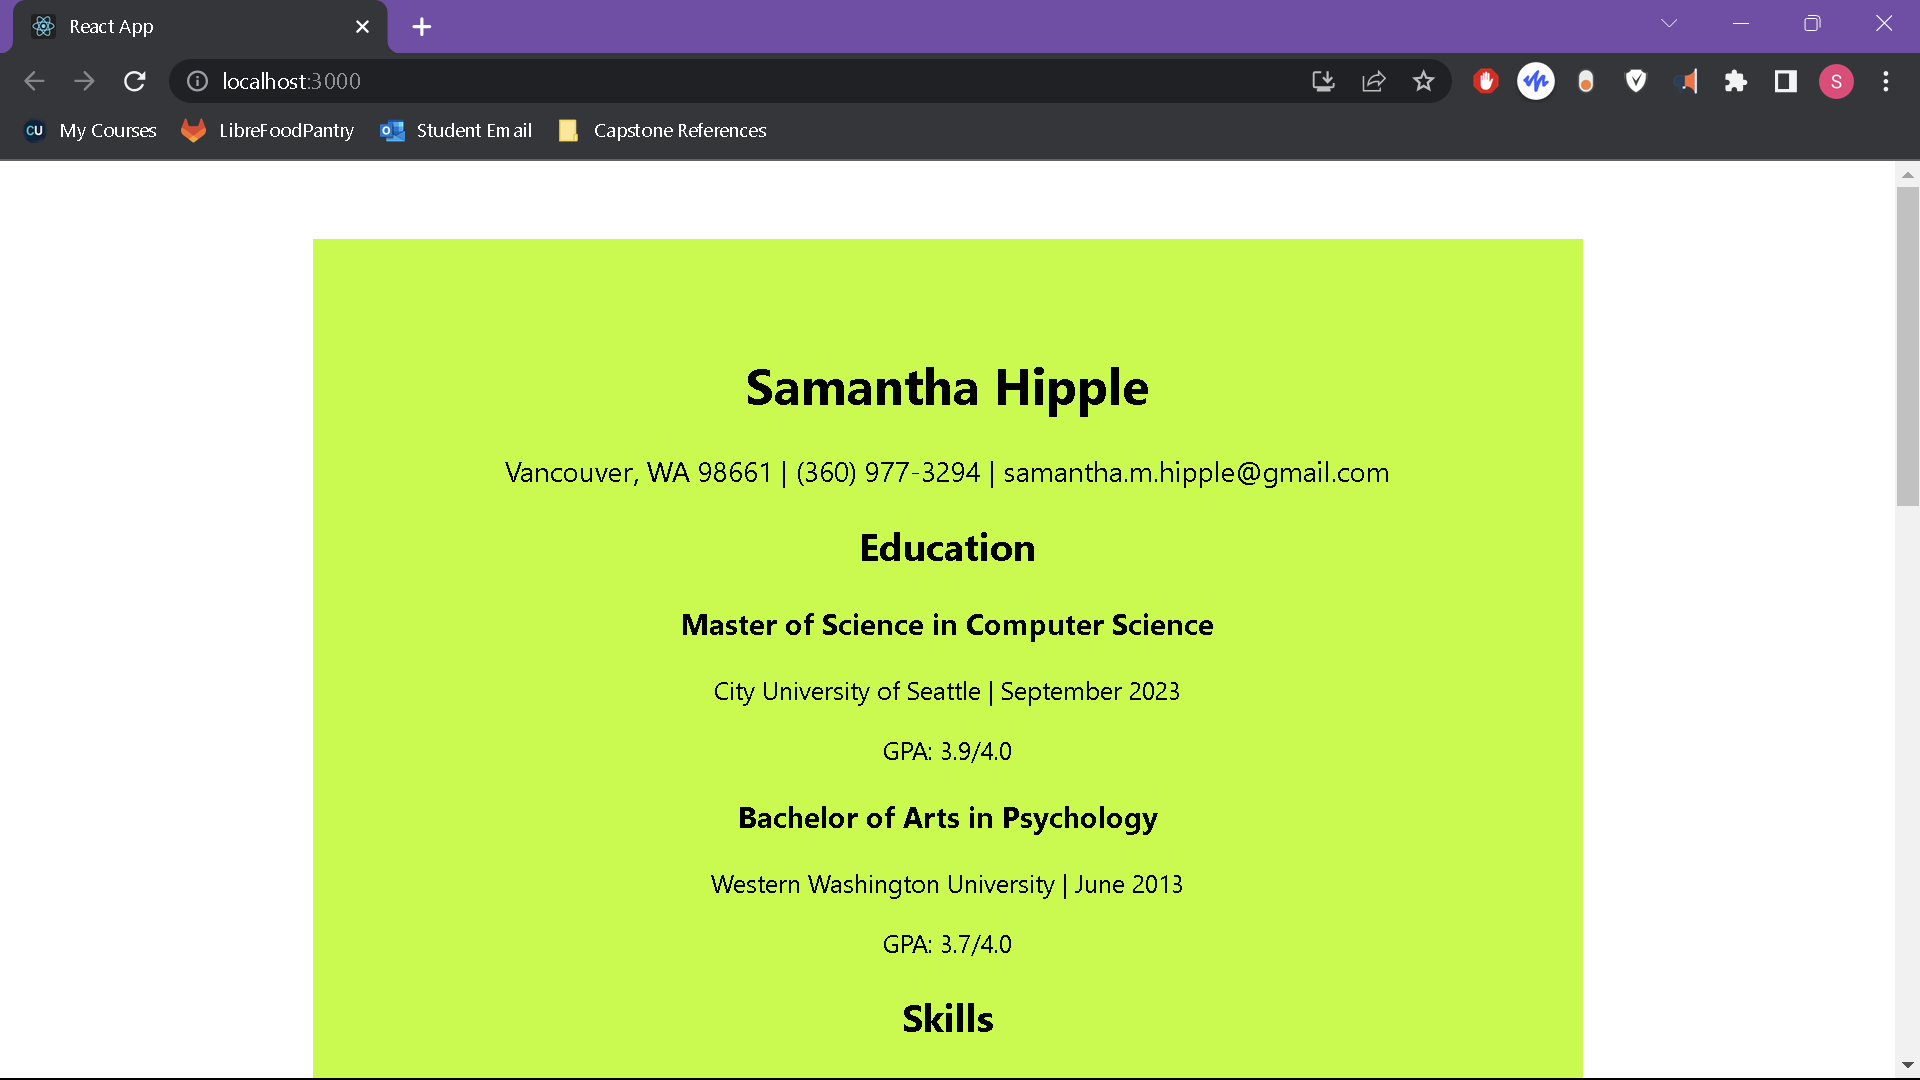 React App
localhost:3000
S
CU My Courses LibreFoodPantry Student Email Capstone References
Samantha Hipple
Vancouver, WA 98661 | (360) 977-3294 | samantha.m.hipple@gmail.com
Education
Master of Science in Computer Science
City University of Seattle | September 2023
GPA: 3.9/4.0
Bachelor of Arts in Psychology
Western Washington University | June 2013
GPA: 3.7/4.0
Skills